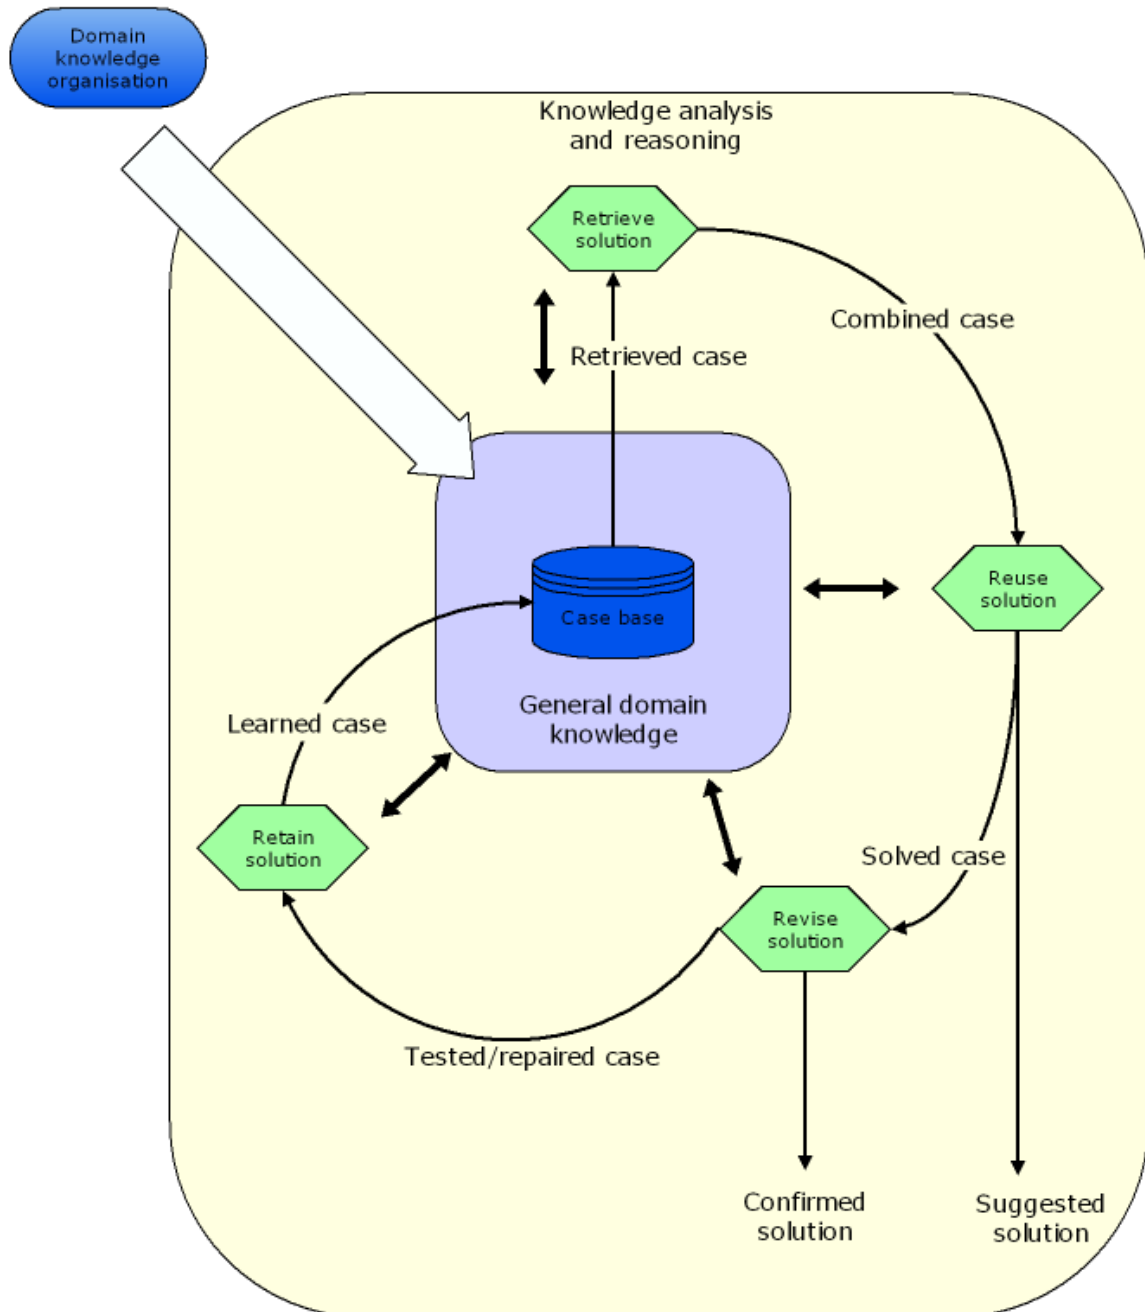 Domain
knowledge
organisation
Knowledge analysis
and reasoning
Retrieve
solution
Combined case
Retrieved case
Reuse
solution
Case base
General domain
knowledge
Learned case
Retain
solution
Solved case
Revise
solution
Tested/repaired case
Confirmed
solution
Suggested
solution